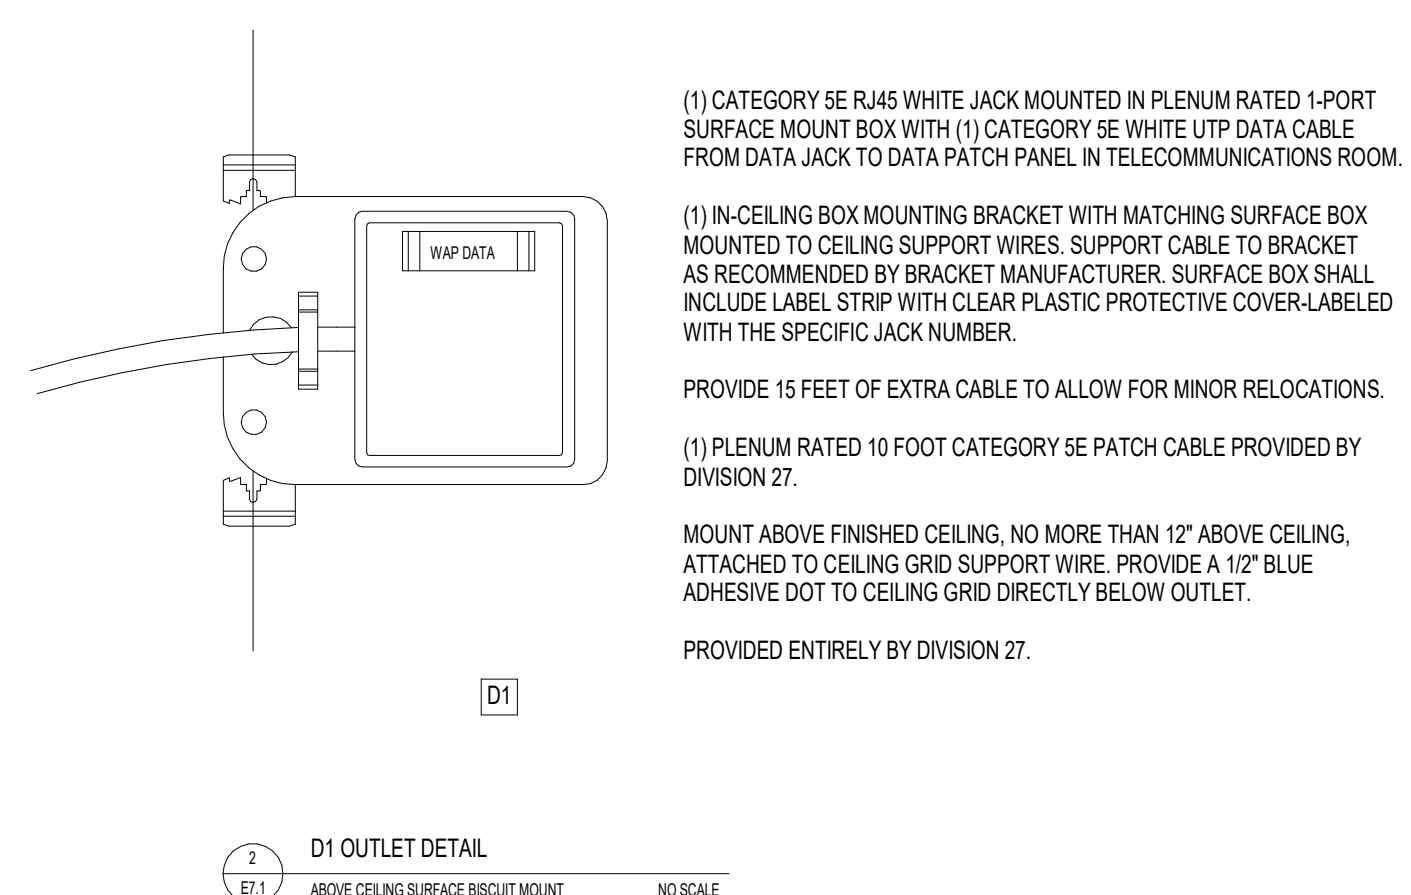 (1) CATEGORY 5E RJ45 WHITE JACK MOUNTED IN PLENUM RATED 1-PORT
SURFACE MOUNT BOX WITH (1) CATEGORY 5E WHITE UTP DATA CABLE
FROM DATA JACK TO DATA PATCH PANEL IN TELECOMMUNICATIONS ROOM.
(1) IN-CEILING BOX MOUNTING BRACKET WITH MATCHING SURFACE BOX
MOUNTED TO CEILING SUPPORT WIRES. SUPPORT CABLE TO BRACKET
AS RECOMMENDED BY BRACKET MANUFACTURER. SURFACE BOX SHALL
INCLUDE LABEL STRIP WITH CLEAR PLASTIC PROTECTIVE COVER-LABELED
WITH THE SPECIFIC JACK NUMBER.
PROVIDE 15 FEET OF EXTRA CABLE TO ALLOW FOR MINOR RELOCATIONS.
(1) PLENUM RATED 10 FOOT CATEGORY 5E PATCH CABLE PROVIDED BY
DIVISION 27.
MOUNT ABOVE FINISHED CEILING, NO MORE THAN 12" ABOVE CEILING,
ATTACHED TO CEILING GRID SUPPORT WIRE. PROVIDE A 1/2" BLUE
ADHESIVE DOT TO CEILING GRID DIRECTLY BELOW OUTLET.
PROVIDED ENTIRELY BY DIVISION 27.
WAP DATA
D1
2
E7.1
D1 OUTLET DETAIL
ABOVE CEILING SURFACE BISCUIT MOUNT NO SCALE